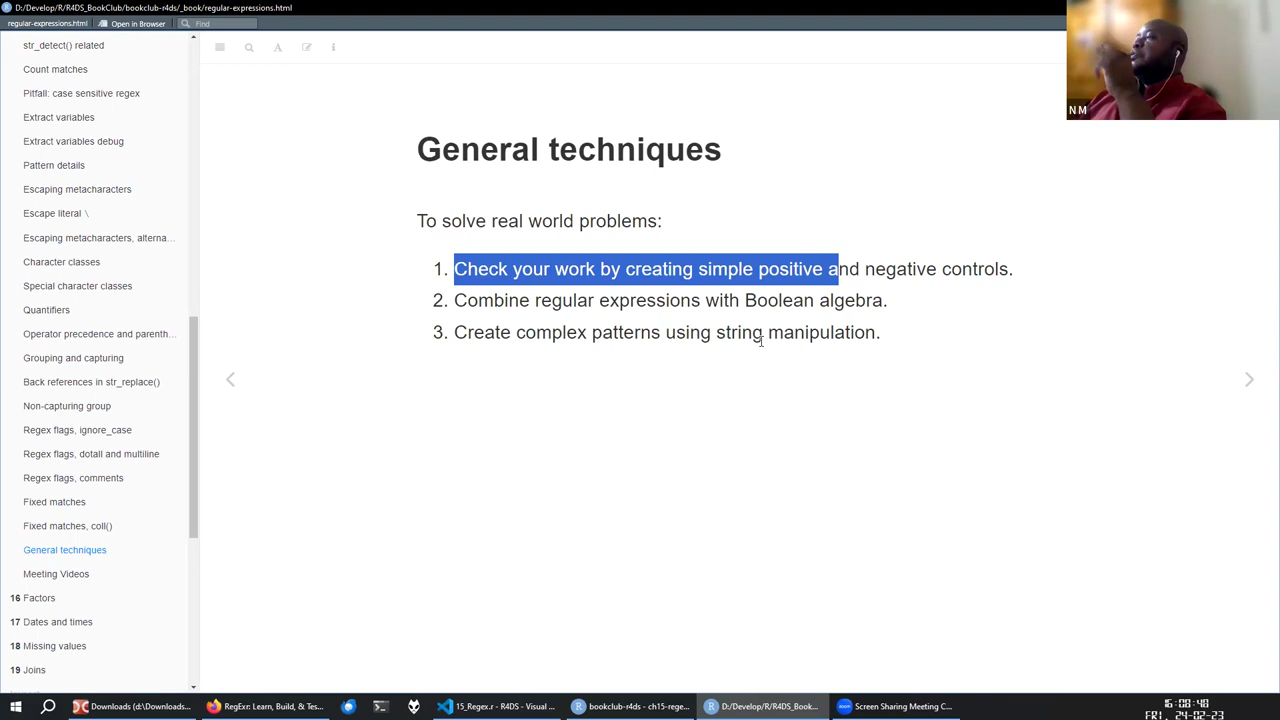 D:/Develop/R/R4DS_BookClub/bookclub-r4ds/_book/regular-expressions.html
regular-expressions.html
Open in Browser
Find
str_detect() related
Count matches
Pitfall: case sensitive regex
Extract variables
Extract variables debug
Pattern details
Escaping metacharacters
Escape literal \
Escaping metacharacters, alterna...
Character classes
Special character classes
Quantifiers
Operator precedence and parenth...
Grouping and capturing
Back references in str_replace()
Non-capturing group
Regex flags, ignore_case
Regex flags, dotall and multiline
Regex flags, comments
Fixed matches
Fixed matches, coll()
General techniques
Meeting Videos
16 Factors
17 Dates and times
18 Missing values
19 Joins
General techniques
To solve real world problems:
1. Check your work by creating simple positive and negative controls.
2. Combine regular expressions with Boolean algebra.
3. Create complex patterns using string manipulation.
NM
Downloads (d:\Downloads...
RegExr: Learn, Build, & Tes...
15_Regex.r - R4DS - Visual ...
bookclub-r4ds - ch15-rege...
D:/Develop/R/R4DS_Book...
Screen Sharing Meeting C...
16:08:48
FRI, 24-02-23